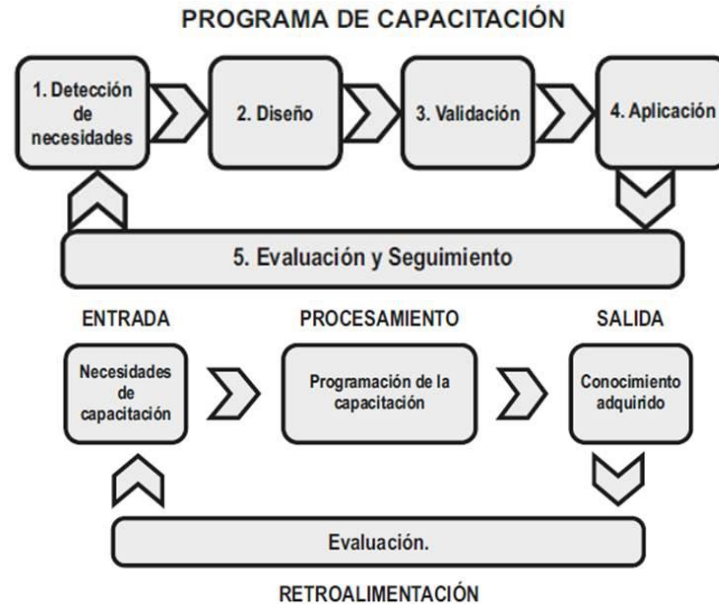 PROGRAMA DE CAPACITACIÓN
1. Detección
de
necesidades
2. Diseño
3. Validación
4. Aplicación
5. Evaluación y Seguimiento
ENTRADA
PROCESAMIENTO
SALIDA
Necesidades
de
capacitación
Programación de la
capacitación
Conocimiento
adquirido
Evaluación.
RETROALIMENTACIÓN